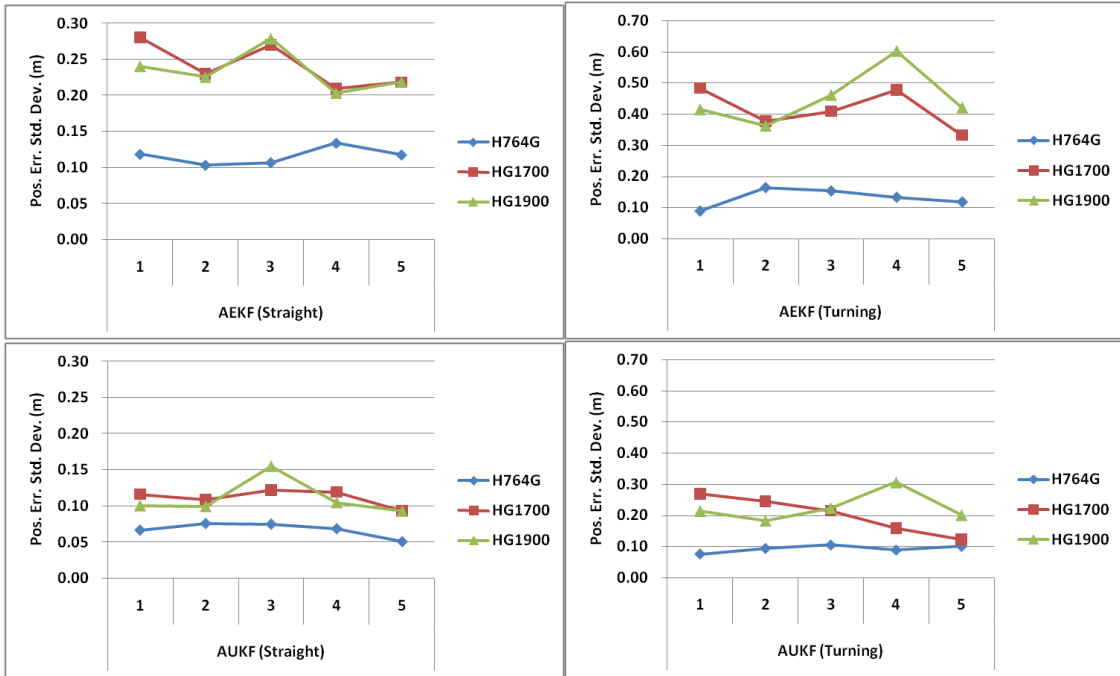 Pos. Err. Std. Dev. (m)
0.30
0.25
0.20
0.15
0.10
0.05
0.00
1 2 3 4 5
AEKF (Straight)
H764G
HG1700
HG1900
Pos. Err. Std. Dev. (m)
0.70
0.60
0.50
0.40
0.30
0.20
0.10
0.00
1 2 3 4 5
AEKF (Turning)
H764G
HG1700
HG1900
Pos. Err. Std. Dev. (m)
0.30
0.25
0.20
0.15
0.10
0.05
0.00
1 2 3 4 5
AUKF (Straight)
H764G
HG1700
HG1900
Pos. Err. Std. Dev. (m)
0.70
0.60
0.50
0.40
0.30
0.20
0.10
0.00
1 2 3 4 5
AUKF (Turning)
H764G
HG1700
HG1900